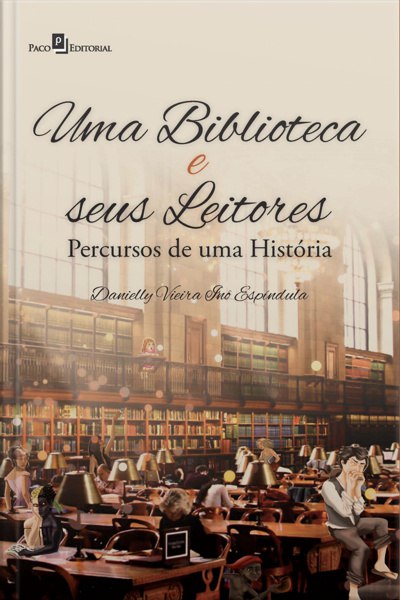 PACO EDITORIAL
Uma Biblioteca
e
seus Leitores
Percursos de uma História
Danielly Vieira Inô Espíndula